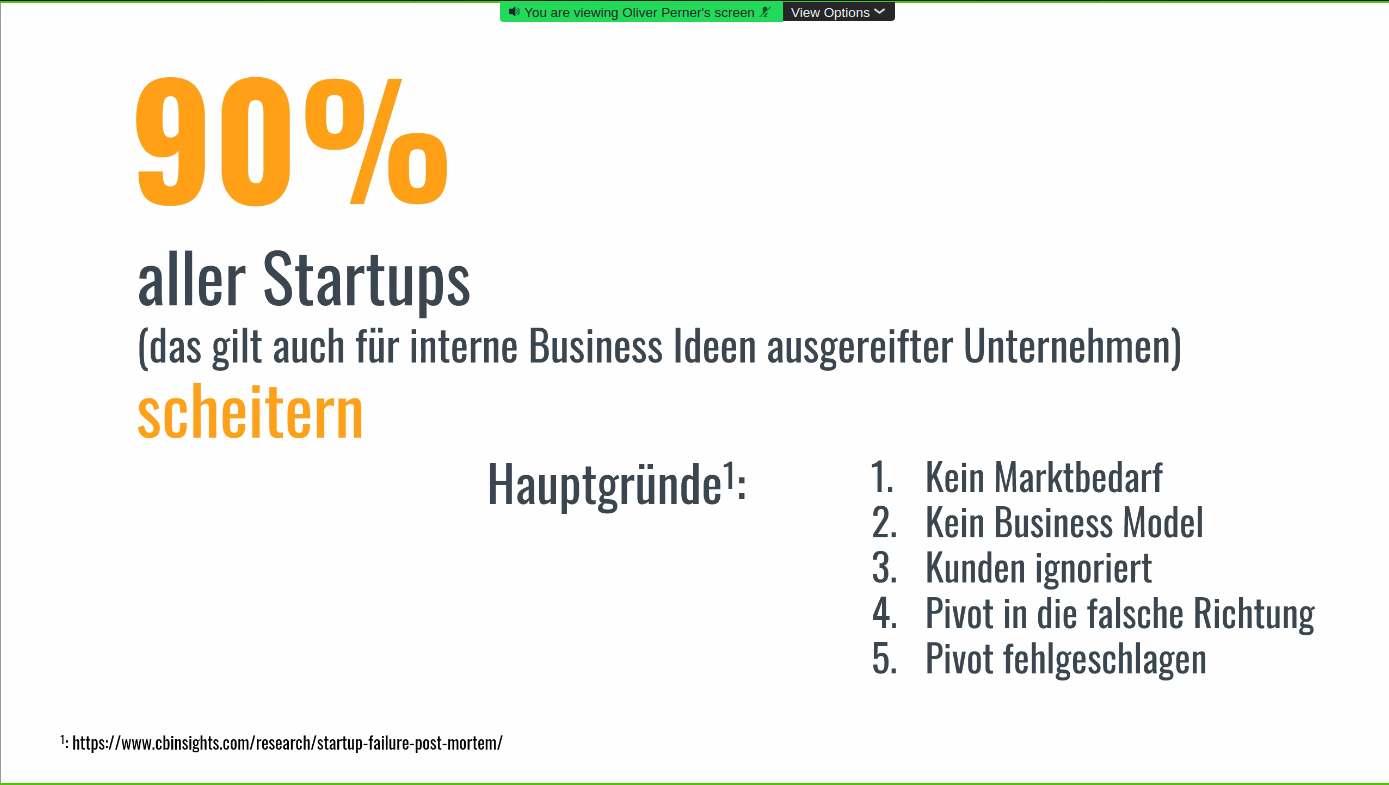 You are viewing Oliver Perner's screen View Options
90%
aller Startups
(das gilt auch für interne Business Ideen ausgereifter Unternehmen)
scheitern
Hauptgründe¹:
1. Kein Marktbedarf
2. Kein Business Model
3. Kunden ignoriert
4. Pivot in die falsche Richtung
5. Pivot fehlgeschlagen
¹: https://www.cbinsights.com/research/startup-failure-post-mortem/